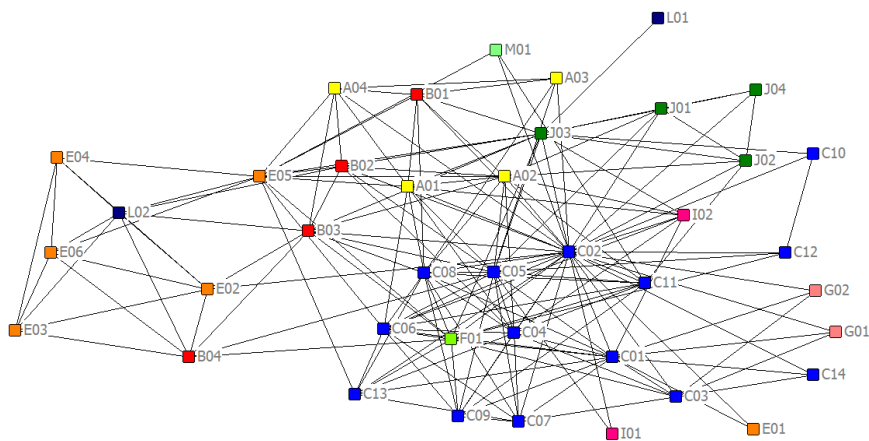 L01
M01
A03
A04
B01
J04
J01
J03
C10
E04
J02
B02
E05
A02
A01
L02
I02
B03
E06
C02
C12
C08
C05
C11
E02
G02
E03
C06
C04
G01
F01
B04
C01
C14
C13
C03
C09
C07
E01
I01